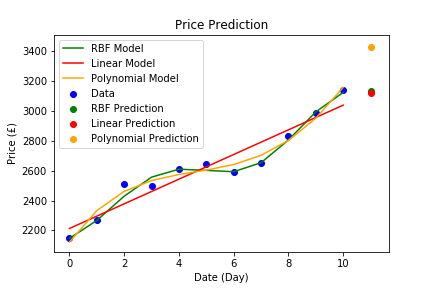 Price Prediction
3400
3200
3000
2800
2600
2400
2200
Price (£)
RBF Model
Linear Model
Polynomial Model
Data
RBF Prediction
Linear Prediction
Polynomial Prediction
0 2 4 6 8 10
Date (Day)